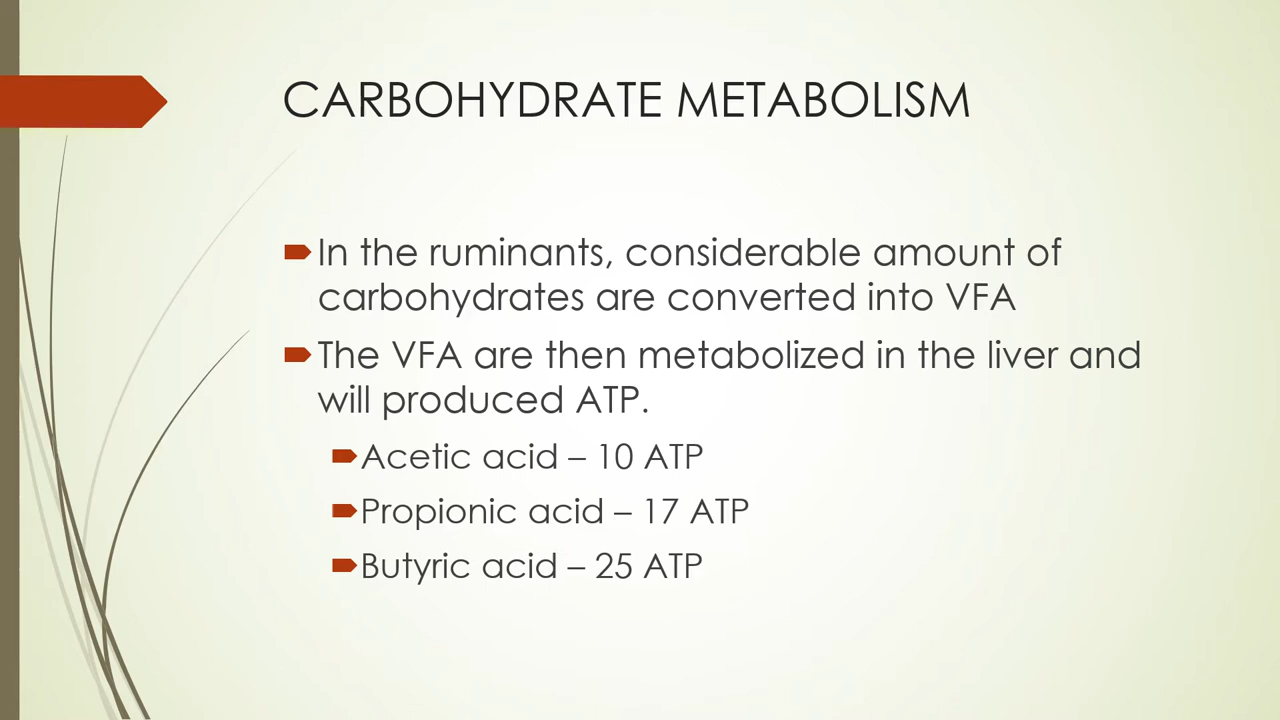 CARBOHYDRATE METABOLISM
In the ruminants, considerable amount of
carbohydrates are converted into VFA
The VFA are then metabolized in the liver and
will produced ATP.
Acetic acid – 10 ATP
Propionic acid – 17 ATP
Butyric acid – 25 ATP